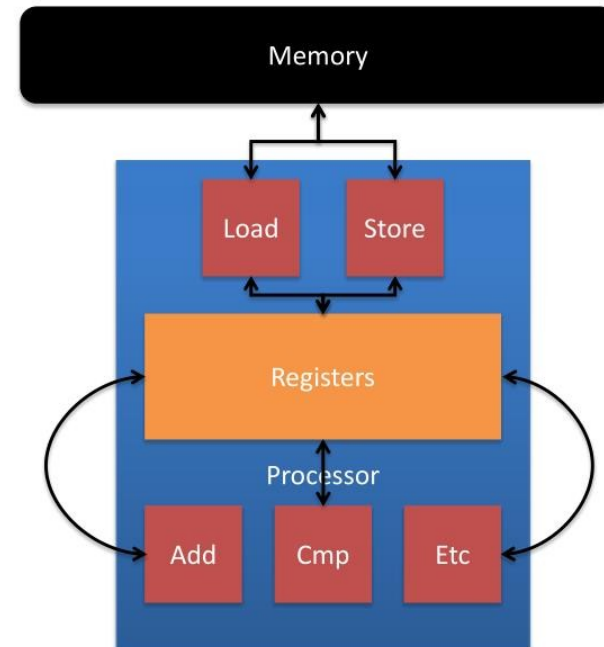 Memory
Load
Store
Registers
Processor
Add
Cmp
Etc